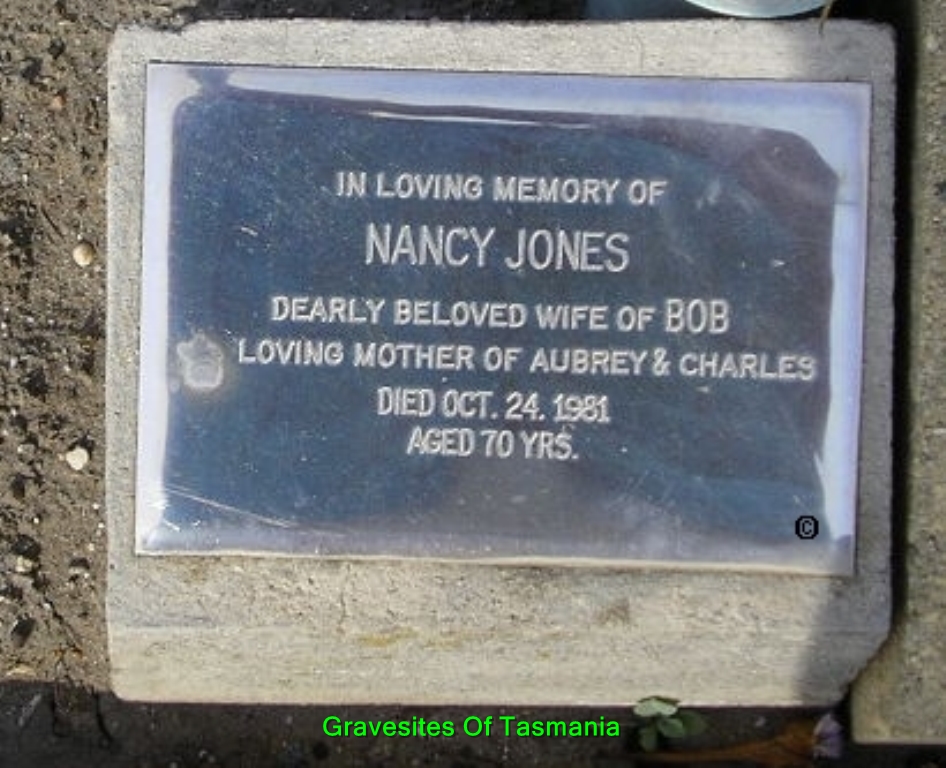 IN LOVING MEMORY OF
NANCY JONES
DEARLY BELOVED WIFE OF BOB
LOVING MOTHER OF AUBREY & CHARLES
DIED OCT. 24. 1981
AGED 70 YRS.
©
Gravesites Of Tasmania